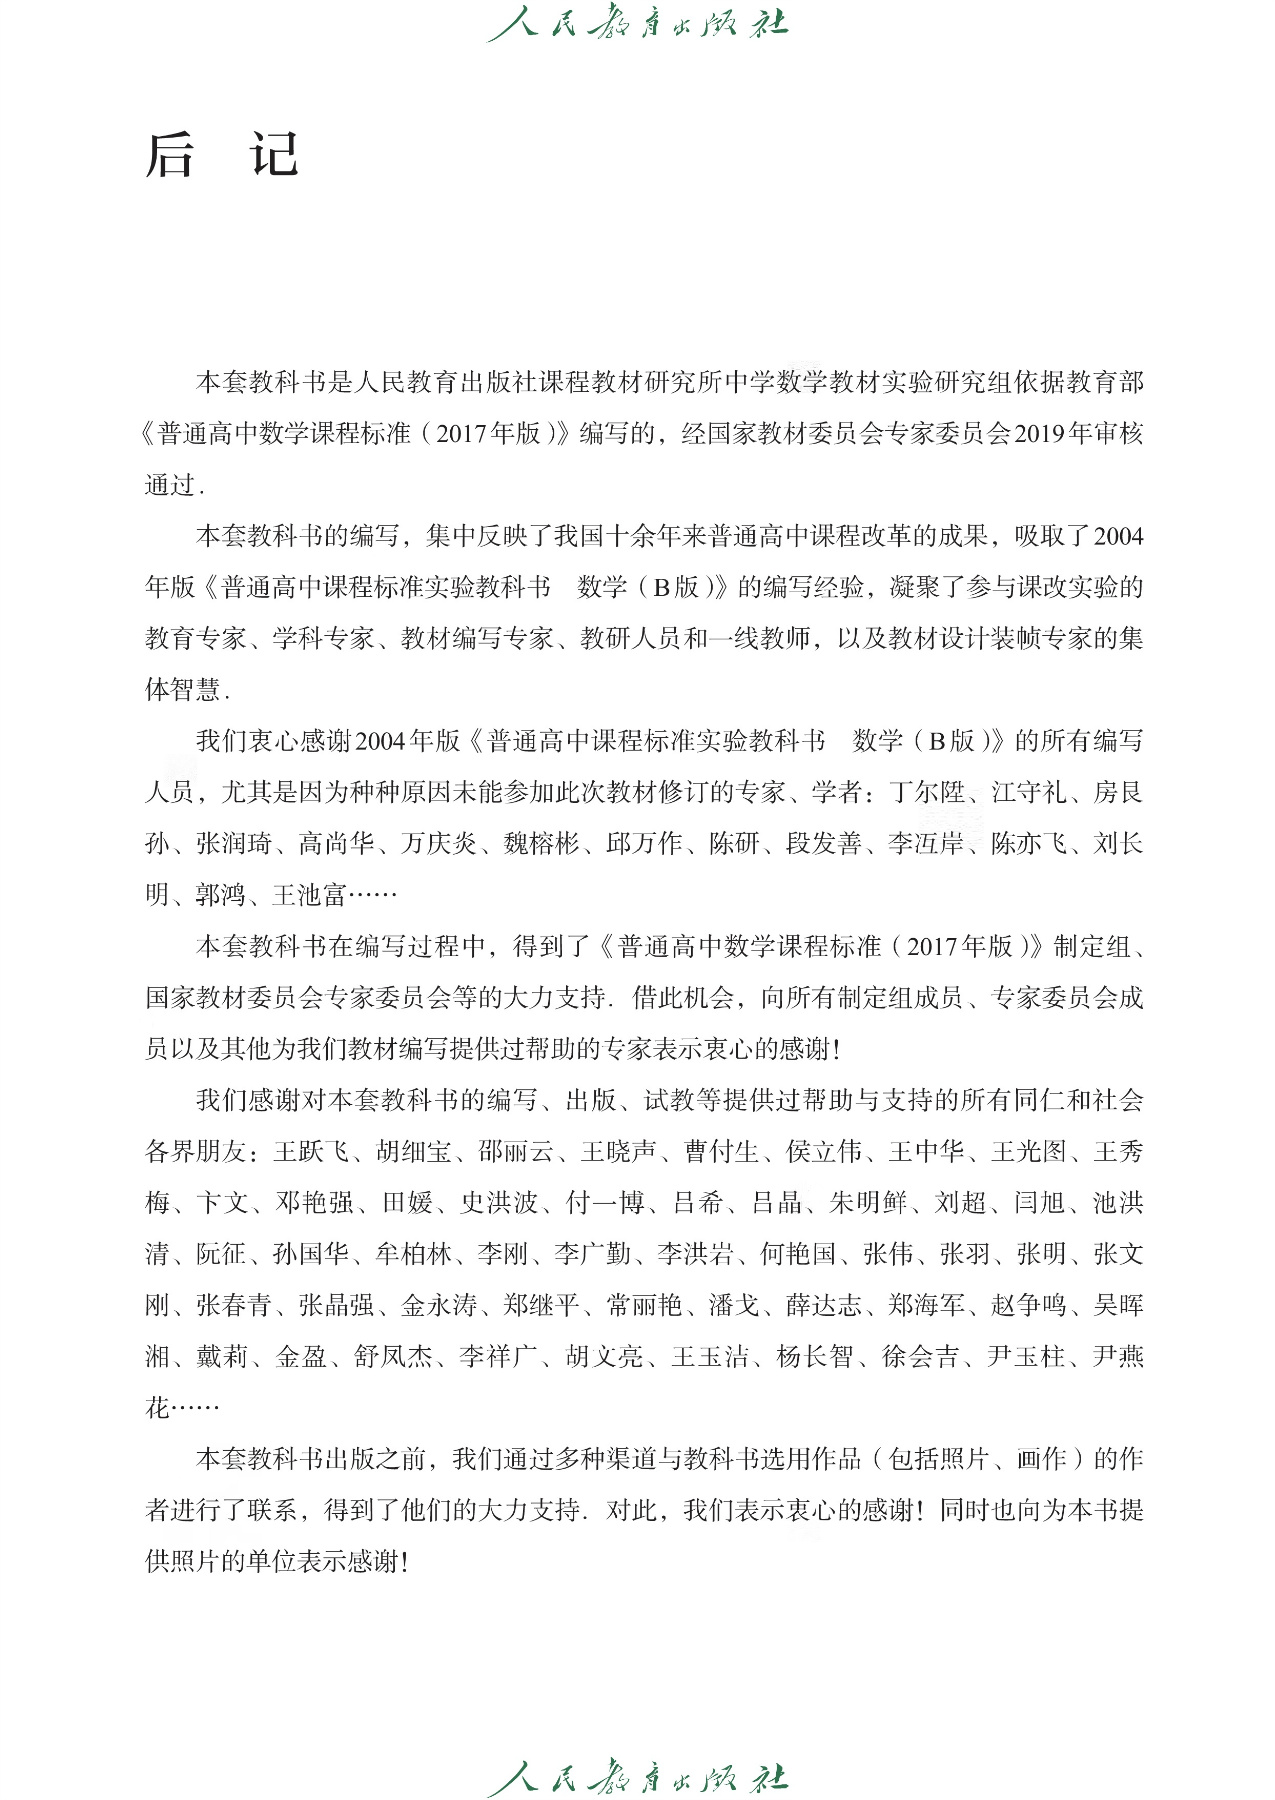 人民教育出版社
后 记
本套教科书是人民教育出版社课程教材研究所中学数学教材实验研究组依据教育部
《普通高中数学课程标准（2017年版）》编写的，经国家教材委员会专家委员会2019年审核
通过．
本套教科书的编写，集中反映了我国十余年来普通高中课程改革的成果，吸取了2004
年版《普通高中课程标准实验教科书 数学（B版）》的编写经验，凝聚了参与课改实验的
教育专家、学科专家、教材编写专家、教研人员和一线教师，以及教材设计装帧专家的集
体智慧．
我们衷心感谢2004年版《普通高中课程标准实验教科书 数学（B版）》的所有编写
人员，尤其是因为种种原因未能参加此次教材修订的专家、学者：丁尔陞、江守礼、房艮
孙、张润琦、高尚华、万庆炎、魏榕彬、邱万作、陈研、段发善、李沍岸、陈亦飞、刘长
明、郭鸿、王池富……
本套教科书在编写过程中，得到了《普通高中数学课程标准（2017年版）》制定组、
国家教材委员会专家委员会等的大力支持．借此机会，向所有制定组成员、专家委员会成
员以及其他为我们教材编写提供过帮助的专家表示衷心的感谢！
我们感谢对本套教科书的编写、出版、试教等提供过帮助与支持的所有同仁和社会
各界朋友：王跃飞、胡细宝、邵丽云、王晓声、曹付生、侯立伟、王中华、王光图、王秀
梅、卞文、邓艳强、田媛、史洪波、付一博、吕希、吕晶、朱明鲜、刘超、闫旭、池洪
清、阮征、孙国华、牟柏林、李刚、李广勤、李洪岩、何艳国、张伟、张羽、张明、张文
刚、张春青、张晶强、金永涛、郑继平、常丽艳、潘戈、薛达志、郑海军、赵争鸣、吴晖
湘、戴莉、金盈、舒凤杰、李祥广、胡文亮、王玉洁、杨长智、徐会吉、尹玉柱、尹燕
花……
本套教科书出版之前，我们通过多种渠道与教科书选用作品（包括照片、画作）的作
者进行了联系，得到了他们的大力支持．对此，我们表示衷心的感谢！同时也向为本书提
供照片的单位表示感谢！
人民教育出版社